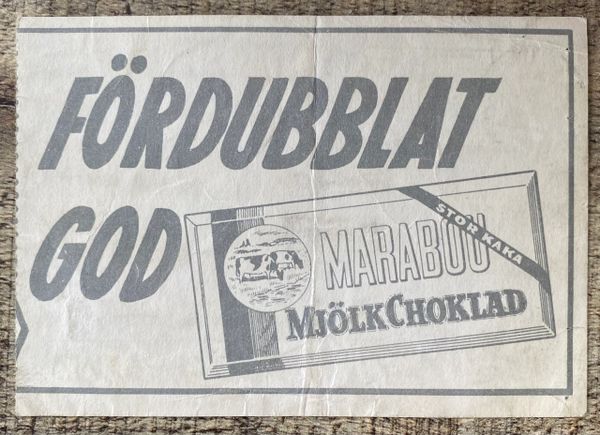 FÖRDUBBLAT
GOD
STOR KAKA
MARABOU
MJÖLKCHOKLAD